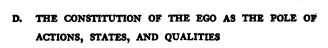 D. THE CONSTITUTION OF THE EGO AS THE POLE OF
ACTIONS, STATES, AND QUALITIES